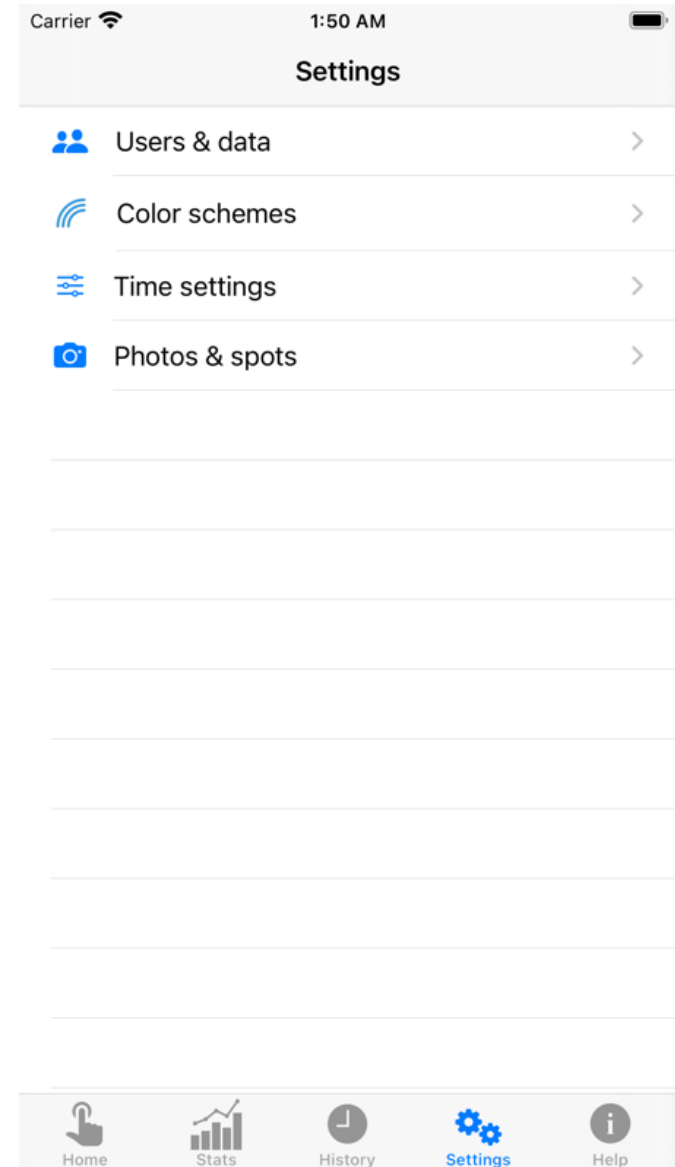 Carrier 1:50 AM
Settings
Users & data
Color schemes
Time settings
Photos & spots
Home Stats History Settings Help